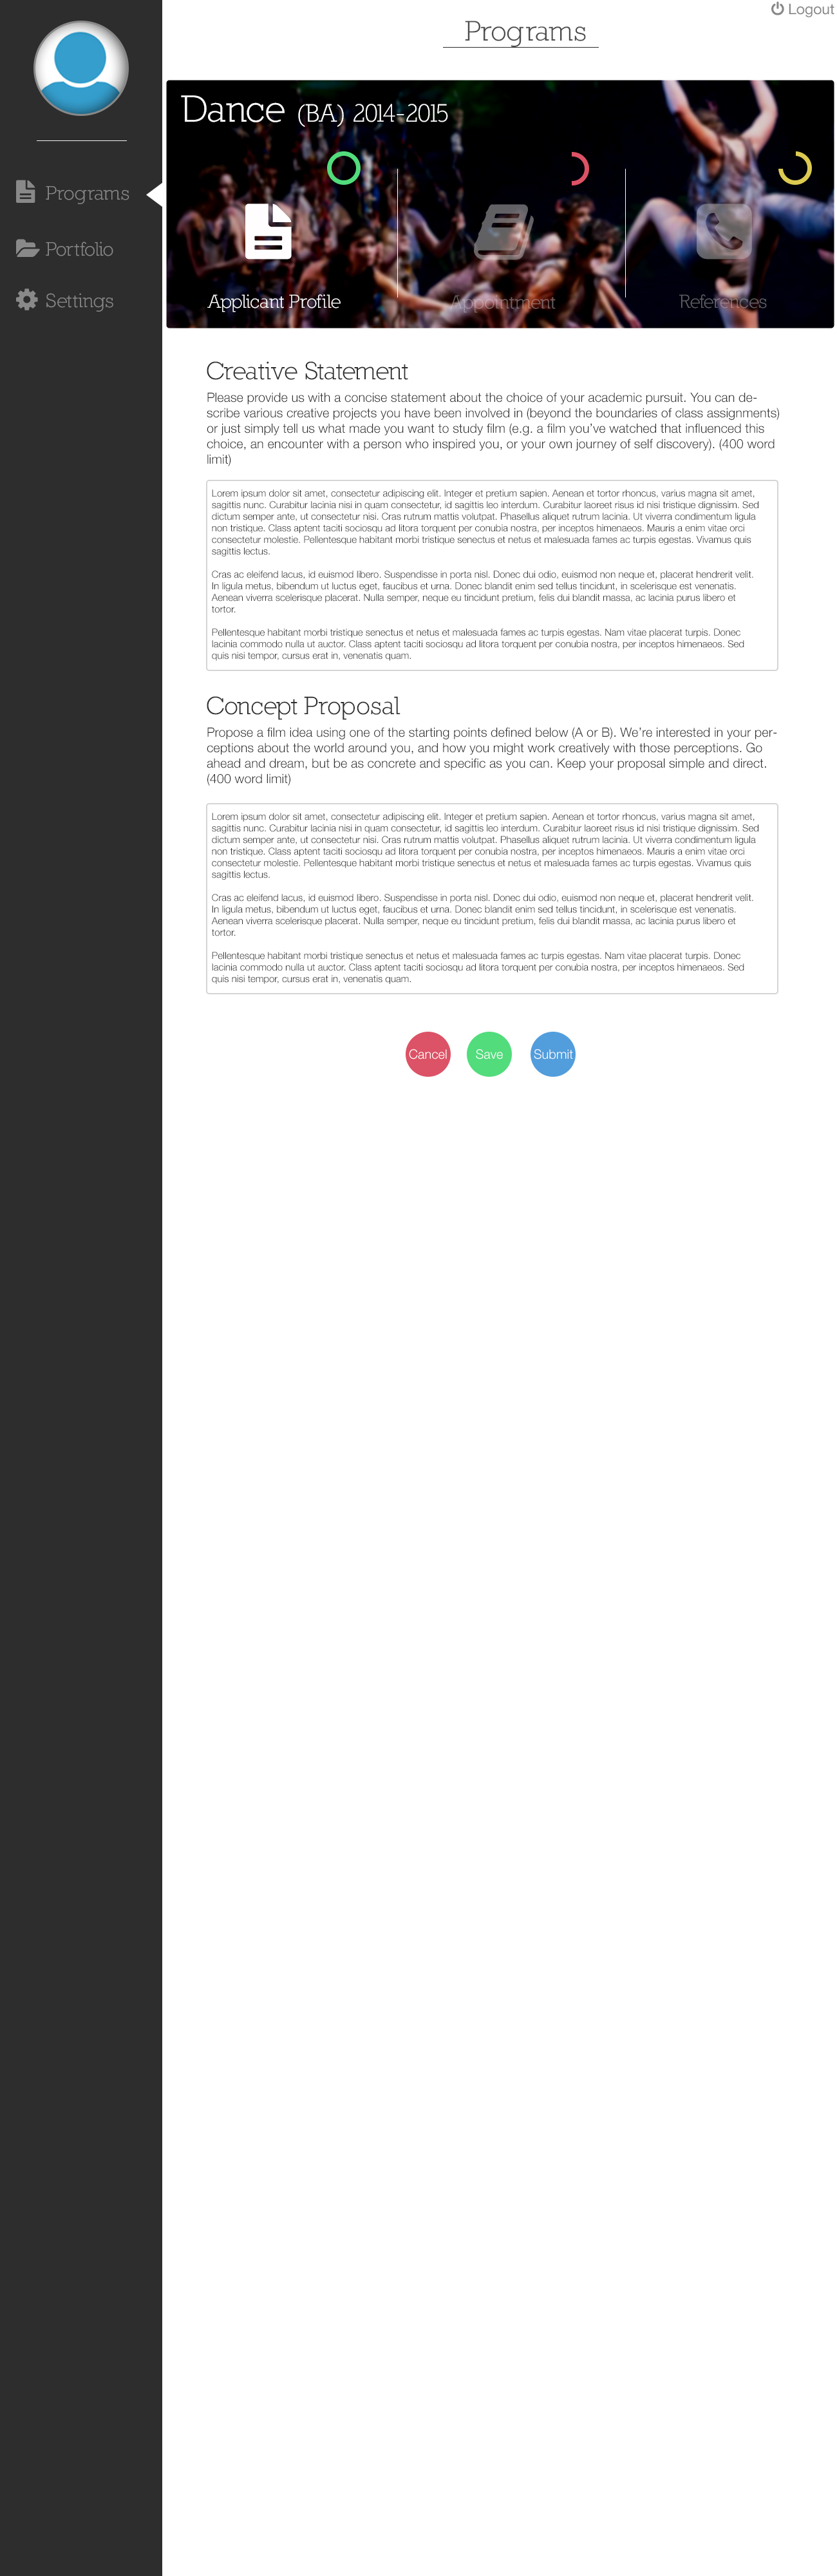 Logout
Programs
Programs
Portfolio
Settings
Dance (BA) 2014-2015
Applicant Profile
Appointment
References
Creative Statement
Please provide us with a concise statement about the choice of your academic pursuit. You can de-
scribe various creative projects you have been involved in (beyond the boundaries of class assignments)
or just simply tell us what made you want to study film (e.g. a film you've watched that influenced this
choice, an encounter with a person who inspired you, or your own journey of self discovery). (400 word
limit)
Lorem ipsum dolor sit amet, consectetur adipiscing elit. Integer et pretium sapien. Aenean et tortor rhoncus, varius magna sit amet,
sagittis nunc. Curabitur lacinia nisi in quam consectetur, id sagittis leo interdum. Curabitur laoreet risus id nisi tristique dignissim. Sed
dictum semper ante, ut consectetur nisi. Cras rutrum mattis volutpat. Phasellus aliquet rutrum lacinia. Ut viverra condimentum ligula
non tristique. Class aptent taciti sociosqu ad litora torquent per conubia nostra, per inceptos himenaeos. Mauris a enim vitae orci
consectetur molestie. Pellentesque habitant morbi tristique senectus et netus et malesuada fames ac turpis egestas. Vivamus quis
sagittis lectus.
Cras ac eleifend lacus, id euismod libero. Suspendisse in porta nisl. Donec dui odio, euismod non neque et, placerat hendrerit velit.
In ligula metus, bibendum ut luctus eget, faucibus et urna. Donec blandit enim sed tellus tincidunt, in scelerisque est venenatis.
Aenean viverra scelerisque placerat. Nulla semper, neque eu tincidunt pretium, felis dui blandit massa, ac lacinia purus libero et
tortor.
Pellentesque habitant morbi tristique senectus et netus et malesuada fames ac turpis egestas. Nam vitae placerat turpis. Donec
lacinia commodo nulla ut auctor. Class aptent taciti sociosqu ad litora torquent per conubia nostra, per inceptos himenaeos. Sed
quis nisi tempor, cursus erat in, venenatis quam.
Concept Proposal
Propose a film idea using one of the starting points defined below (A or B). We're interested in your per-
ceptions about the world around you, and how you might work creatively with those perceptions. Go
ahead and dream, but be as concrete and specific as you can. Keep your proposal simple and direct.
(400 word limit)
Lorem ipsum dolor sit amet, consectetur adipiscing elit. Integer et pretium sapien. Aenean et tortor rhoncus, varius magna sit amet,
sagittis nunc. Curabitur lacinia nisi in quam consectetur, id sagittis leo interdum. Curabitur laoreet risus id nisi tristique dignissim. Sed
dictum semper ante, ut consectetur nisi. Cras rutrum mattis volutpat. Phasellus aliquet rutrum lacinia. Ut viverra condimentum ligula
non tristique. Class aptent taciti sociosqu ad litora torquent per conubia nostra, per inceptos himenaeos. Mauris a enim vitae orci
consectetur molestie. Pellentesque habitant morbi tristique senectus et netus et malesuada fames ac turpis egestas. Vivamus quis
sagittis lectus.
Cras ac eleifend lacus, id euismod libero. Suspendisse in porta nisl. Donec dui odio, euismod non neque et, placerat hendrerit velit.
In ligula metus, bibendum ut luctus eget, faucibus et urna. Donec blandit enim sed tellus tincidunt, in scelerisque est venenatis.
Aenean viverra scelerisque placerat. Nulla semper, neque eu tincidunt pretium, felis dui blandit massa, ac lacinia purus libero et
tortor.
Pellentesque habitant morbi tristique senectus et netus et malesuada fames ac turpis egestas. Nam vitae placerat turpis. Donec
lacinia commodo nulla ut auctor. Class aptent taciti sociosqu ad litora torquent per conubia nostra, per inceptos himenaeos. Sed
quis nisi tempor, cursus erat in, venenatis quam.
Cancel
Save
Submit